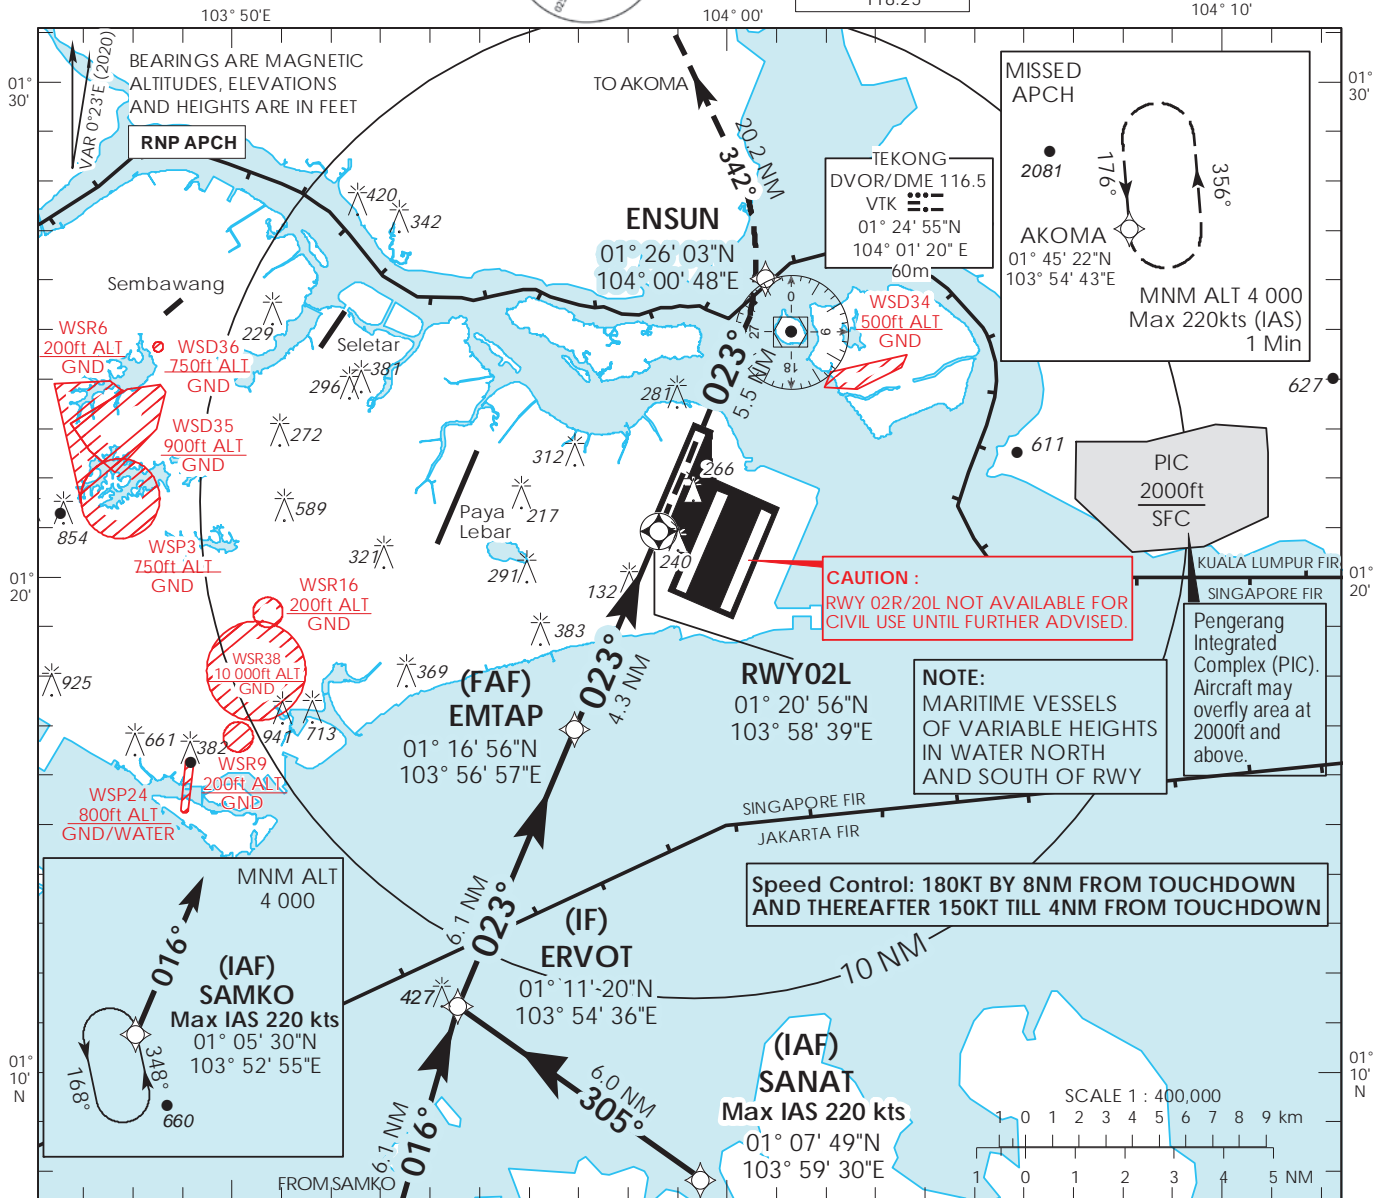 025
118.25
103° 50'E
104° 00'
104° 10'
01°
30'
01°
30'
VAR 0°23'E (2020)
BEARINGS ARE MAGNETIC
ALTITUDES, ELEVATIONS
AND HEIGHTS ARE IN FEET
RNP APCH
TO AKOMA
20.2 NM
342°
MISSED
APCH
2081
176°
356°
AKOMA
01° 45' 22"N
103° 54' 43"E
MNM ALT 4 000
Max 220kts (IAS)
1 Min
TEKONG
DVOR/DME 116.5
VTK
01° 24' 55"N
104° 01' 20" E
60m
420
342
ENSUN
01° 26' 03"N
104° 00' 48"E
0
9
18
27
Sembawang
229
Seletar
296
381
WSR6
200ft ALT
GND
WSD36
750ft ALT
GND
WSD35
900ft ALT
GND
WSD34
500ft ALT
GND
023°
5.5 NM
281
627
611
272
312
589
217
266
854
Paya
Lebar
321
291
240
132
WSP3
750ft ALT
GND
PIC
2000ft
SFC
KUALA LUMPUR FIR
SINGAPORE FIR
01°
20'
01°
20'
WSR16
200ft ALT
GND
CAUTION :
RWY 02R/20L NOT AVAILABLE FOR
CIVIL USE UNTIL FURTHER ADVISED.
Pengerang
Integrated
Complex (PIC).
Aircraft may
overfly area at
2000ft and
above.
383
369
925
WSR38
10 000ft ALT
GND
(FAF)
EMTAP
01° 16' 56"N
103° 56' 57"E
023°
4.3 NM
RWY02L
01° 20' 56"N
103° 58' 39"E
NOTE:
MARITIME VESSELS
OF VARIABLE HEIGHTS
IN WATER NORTH
AND SOUTH OF RWY
661
382
941
713
WSR9
200ft ALT
GND
WSP24
800ft ALT
GND/WATER
SINGAPORE FIR
JAKARTA FIR
MNM ALT
4 000
016°
(IAF)
SAMKO
Max IAS 220 kts
01° 05' 30"N
103° 52' 55"E
348°
168°
660
6.1 NM
023°
(IF)
ERVOT
01° 11' 20"N
103° 54' 36"E
427
Speed Control: 180KT BY 8NM FROM TOUCHDOWN
AND THEREAFTER 150KT TILL 4NM FROM TOUCHDOWN
10 NM
01°
10'
N
01°
10'
N
6.0 NM
305°
(IAF)
SANAT
Max IAS 220 kts
01° 07' 49"N
103° 59' 30"E
6.1 NM
016°
FROM SAMKO
SCALE 1 : 400,000
1 0 1 2 3 4 5 6 7 8 9 km
1 0 1 2 3 4 5 NM